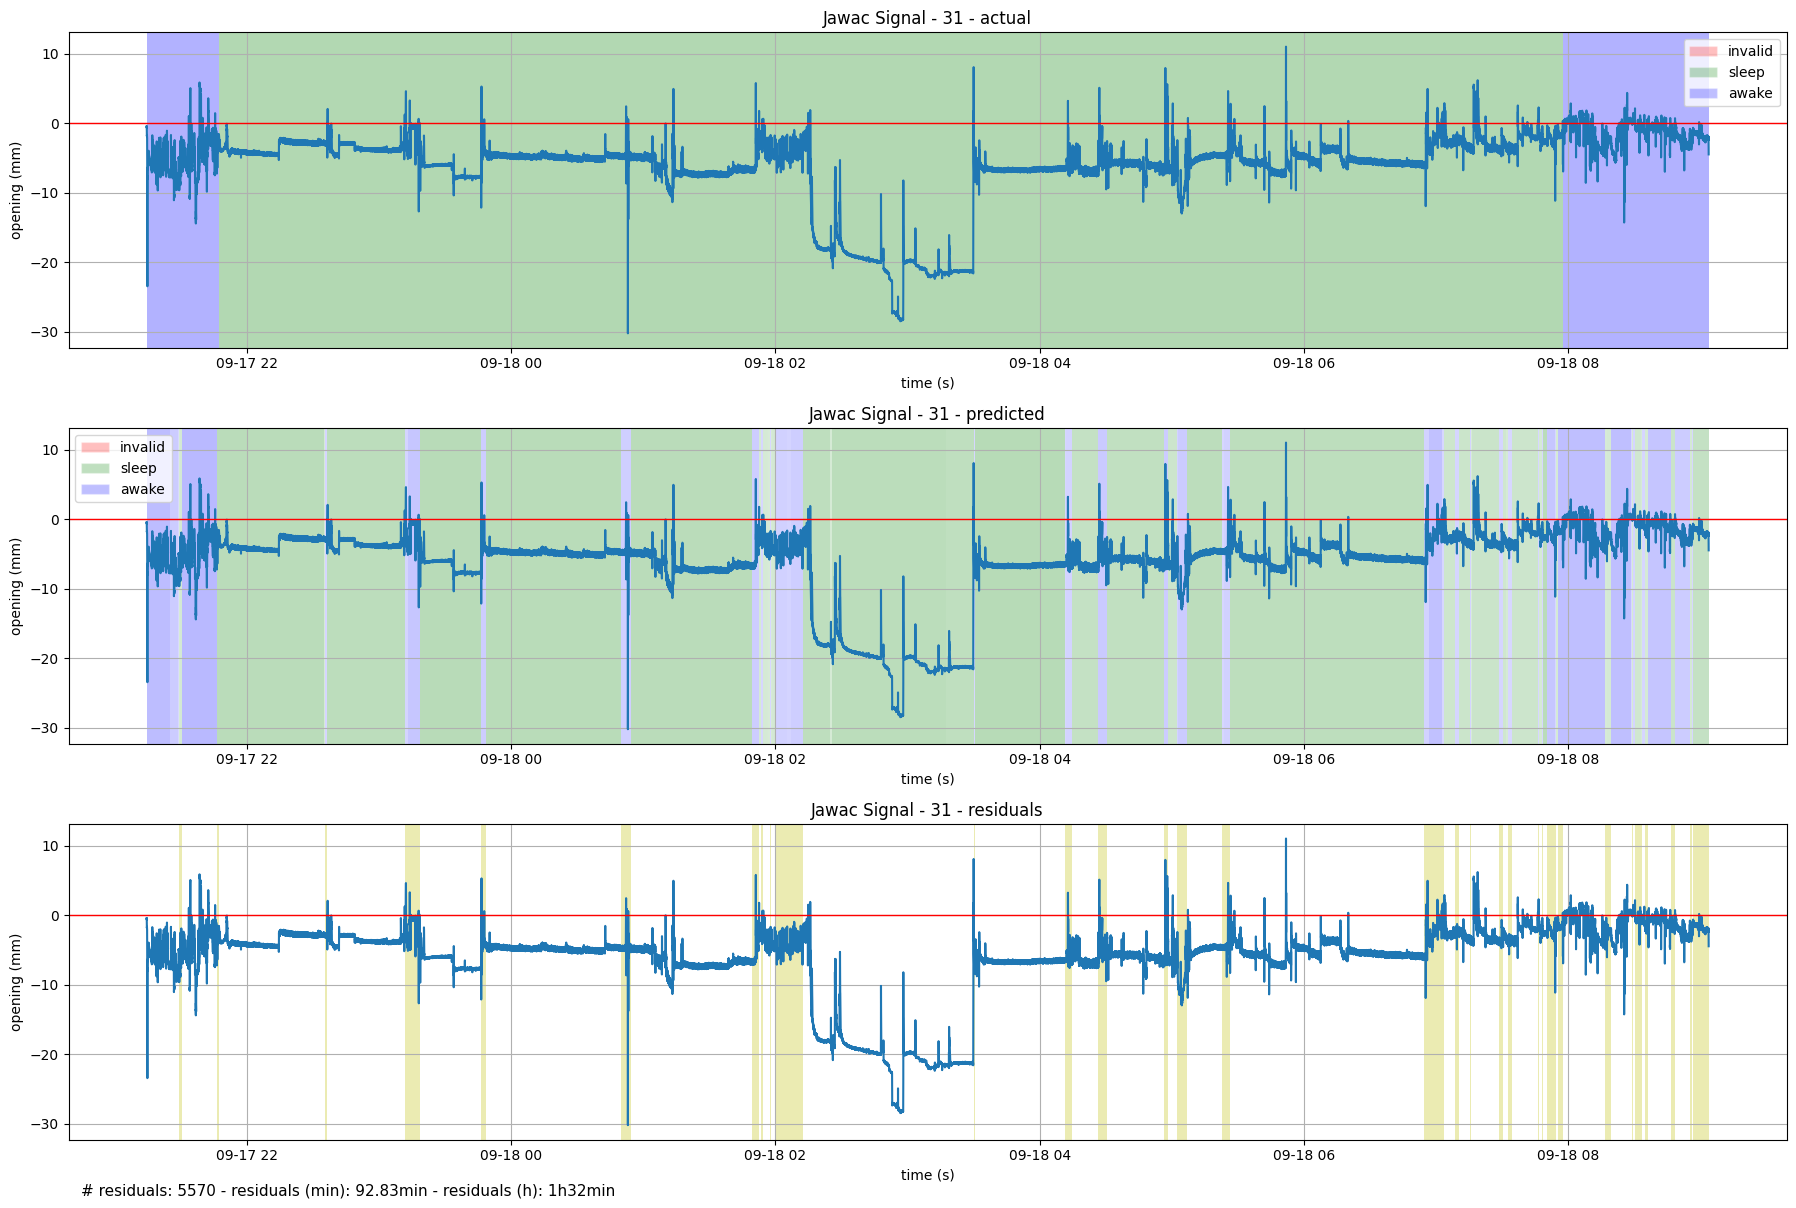 Jawac Signal - 31 - actual
10
0
−10
−20
−30
opening (mm)
invalid
sleep
awake
09-17 22
09-18 00
09-18 02
09-18 04
09-18 06
09-18 08
time (s)
Jawac Signal - 31 - predicted
10
0
−10
−20
−30
opening (mm)
invalid
sleep
awake
09-17 22
09-18 00
09-18 02
09-18 04
09-18 06
09-18 08
time (s)
Jawac Signal - 31 - residuals
10
0
−10
−20
−30
opening (mm)
09-17 22
09-18 00
09-18 02
09-18 04
09-18 06
09-18 08
time (s)
# residuals: 5570 - residuals (min): 92.83min - residuals (h): 1h32min